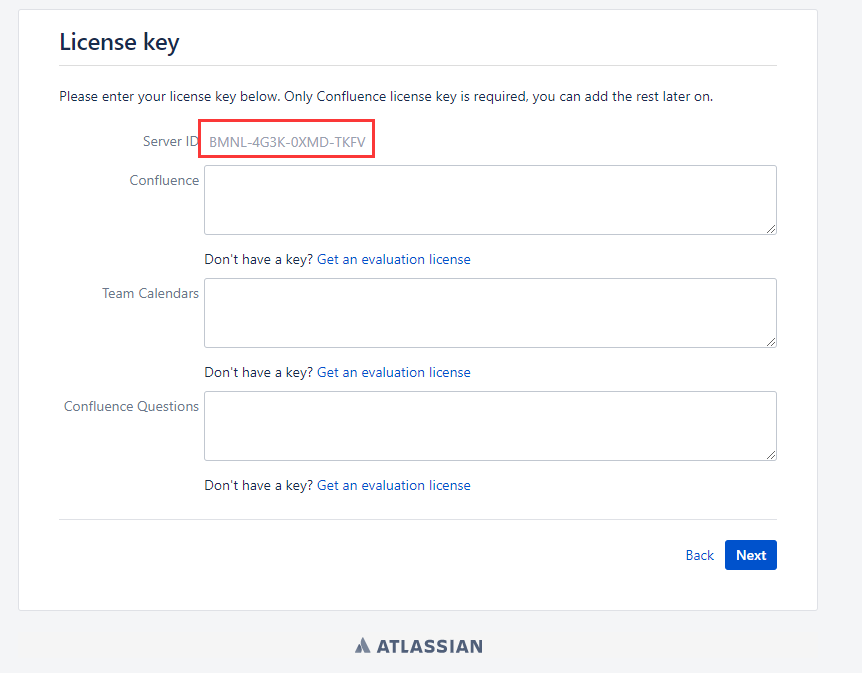 License key
Please enter your license key below. Only Confluence license key is required, you can add the rest later on.
Server ID BMNL-4G3K-0XMD-TKFV
Confluence
Don't have a key? Get an evaluation license
Team Calendars
Don't have a key? Get an evaluation license
Confluence Questions
Don't have a key? Get an evaluation license
Back Next
ATLASSIAN